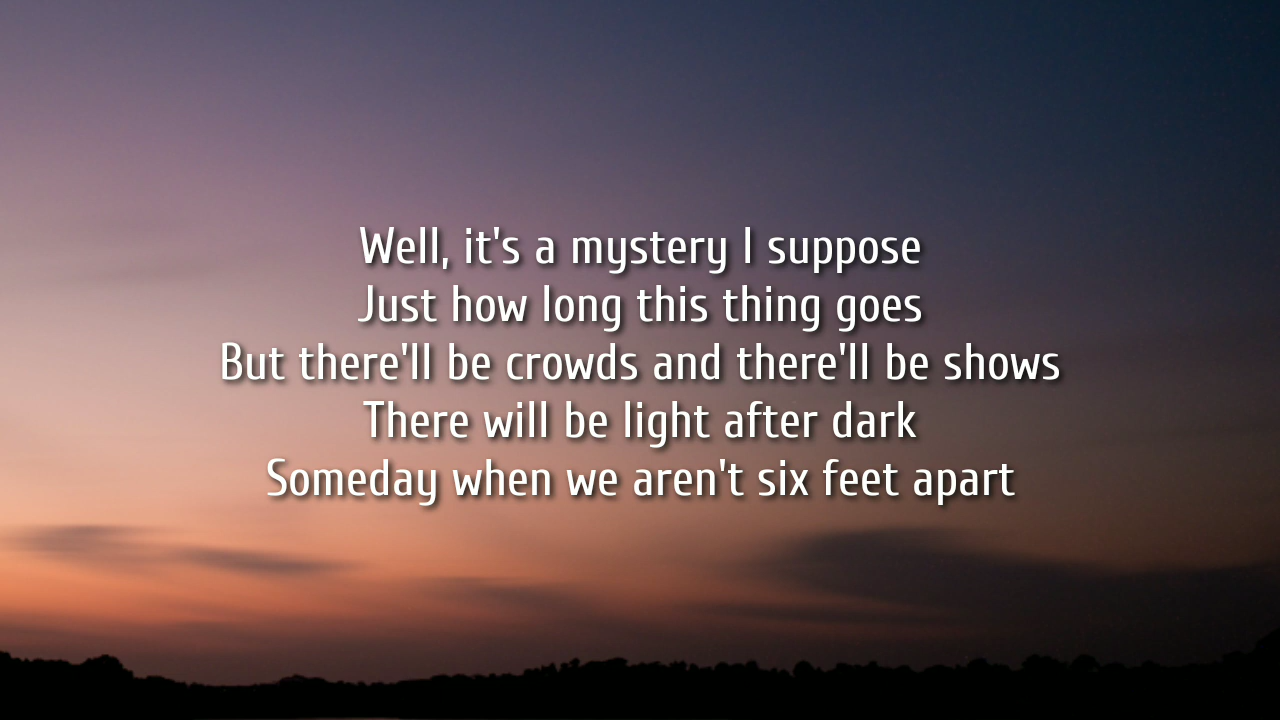 Well, it's a mystery I suppose
Just how long this thing goes
But there'll be crowds and there'll be shows
There will be light after dark
Someday when we aren't six feet apart